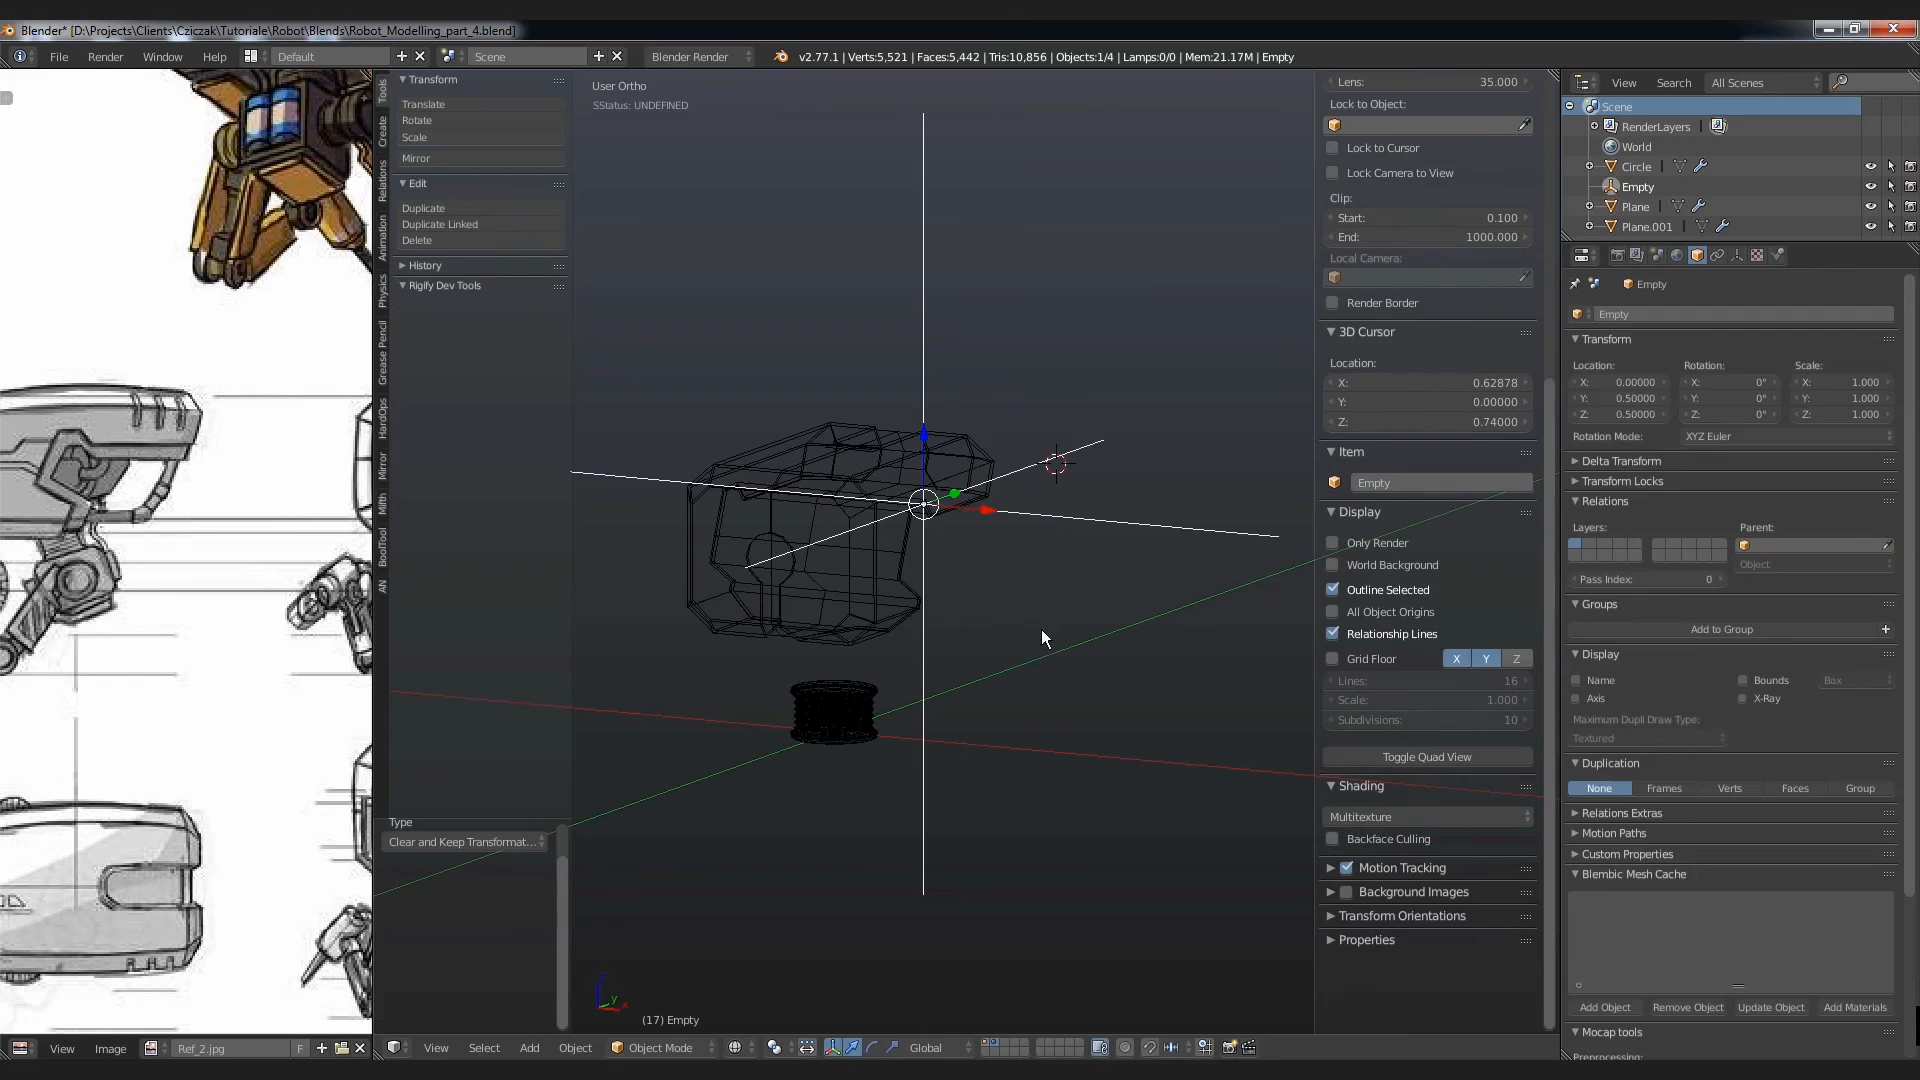 Blender* [D:\Projects\Clients\Cziczak\Tutoriale\Robot\Blends\Robot_Modelling_part_4.blend]
File Render Window Help Default Scene Blender Render v2.77.1 | Verts:5,521 | Faces:5,442 | Tris:10,856 | Objects:1/4 | Lamps:0/0 | Mem:21.17M | Empty
Tools
Create
Relations
Animation
Physics
Grease Pencil
HardOps
Mirror
Mifth
BoolTool
AN
Transform
Translate
Rotate
Scale
Mirror
Edit
Duplicate
Duplicate Linked
Delete
History
Rigify Dev Tools
Type
Clear and Keep Transformat...
User Ortho
SStatus: UNDEFINED
(17) Empty
Lens: 35.000
Lock to Object:
Lock to Cursor
Lock Camera to View
Clip:
Start: 0.100
End: 1000.000
Local Camera:
Render Border
3D Cursor
Location:
X: 0.62878
Y: 0.00000
Z: 0.74000
Item
Empty
Display
Only Render
World Background
Outline Selected
All Object Origins
Relationship Lines
Grid Floor X Y Z
Lines: 16
Scale: 1.000
Subdivisions: 10
Toggle Quad View
Shading
Multitexture
Backface Culling
Motion Tracking
Background Images
Transform Orientations
Properties
View Search All Scenes
Scene
RenderLayers
World
Circle
Empty
Plane
Plane.001
Empty
Empty
Transform
Location: Rotation: Scale:
X: 0.00000 X: 0° X: 1.000
Y: 0.50000 Y: 0° Y: 1.000
Z: 0.50000 Z: 0° Z: 1.000
Rotation Mode: XYZ Euler
Delta Transform
Transform Locks
Relations
Layers: Parent:
Object
Pass Index: 0
Groups
Add to Group
Display
Name Bounds Box
Axis X-Ray
Maximum Dupli Draw Type:
Textured
Duplication
None Frames Verts Faces Group
Relations Extras
Motion Paths
Custom Properties
Blembic Mesh Cache
Add Object Remove Object Update Object Add Materials
Mocap tools
Preprocessing:
View Image Ref_2.jpg F
View Select Add Object Object Mode Global
x
y